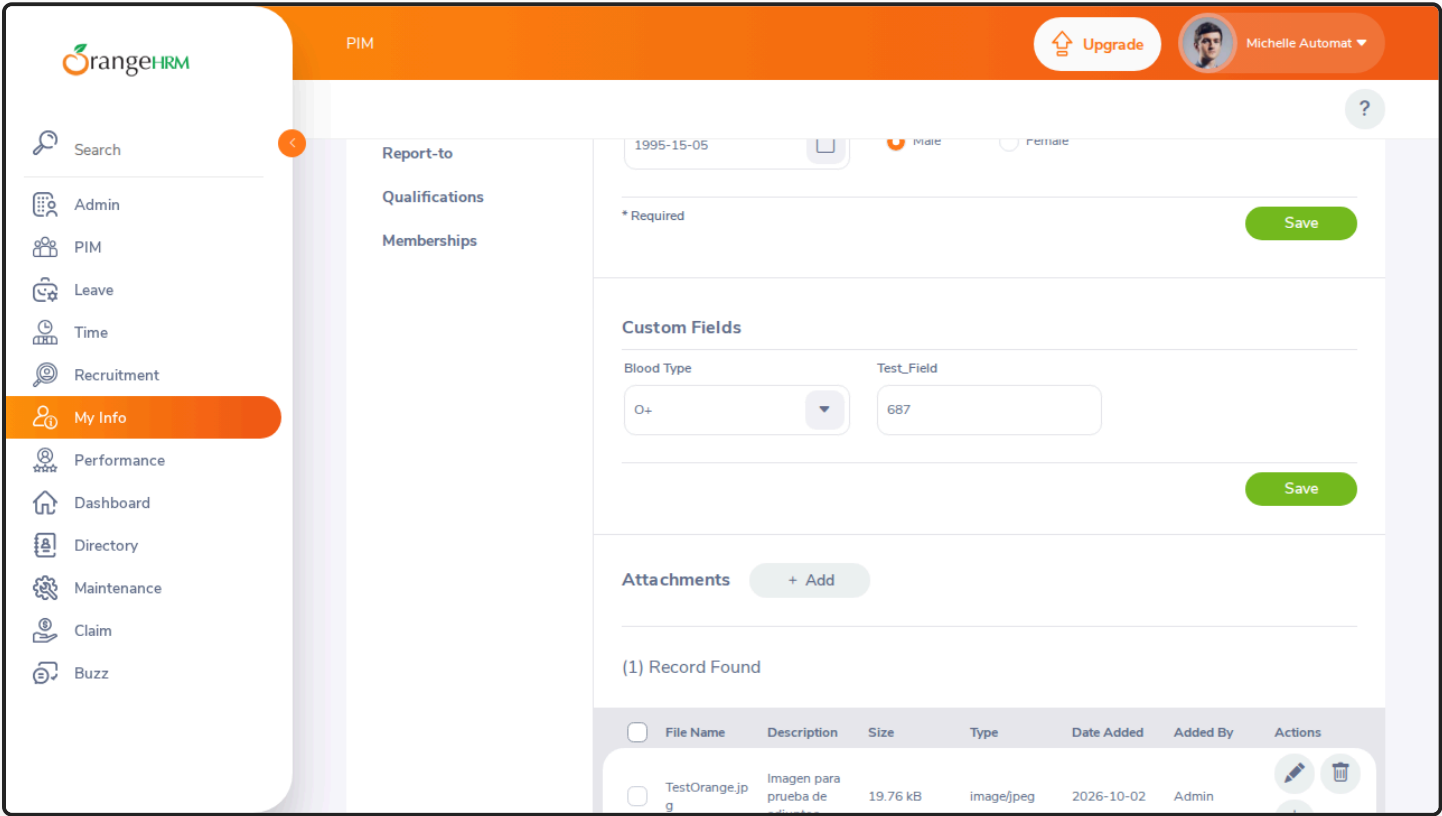 OrangeHRM
PIM
Upgrade
Michelle Automat
?
Search
Admin
PIM
Leave
Time
Recruitment
My Info
Performance
Dashboard
Directory
Maintenance
Claim
Buzz
Report-to
Qualifications
Memberships
1995-15-05
Male
Female
* Required
Save
Custom Fields
Blood Type
Test_Field
O+
687
Save
Attachments
+ Add
(1) Record Found
File Name Description Size Type Date Added Added By Actions
TestOrange.jp
g
Imagen para
prueba de
adjuntos
19.76 kB
image/jpeg
2026-10-02
Admin